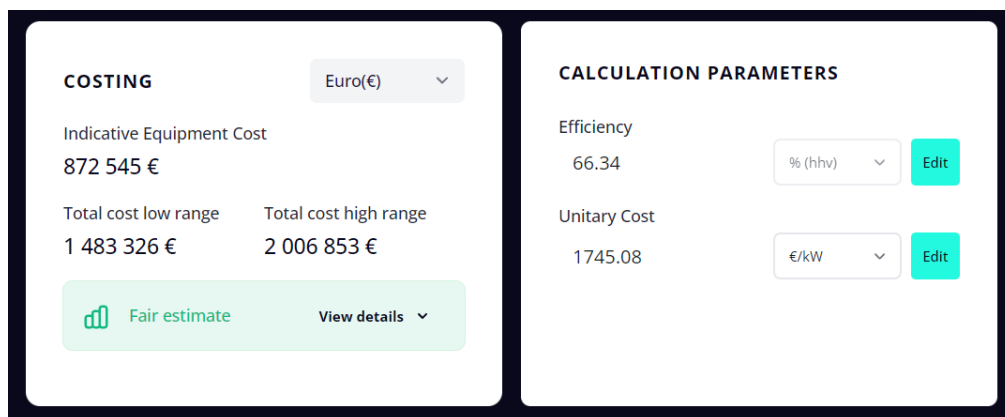 COSTING
Euro(€)
Indicative Equipment Cost
872 545 €
Total cost low range
Total cost high range
1 483 326 €
2 006 853 €
Fair estimate
View details
CALCULATION PARAMETERS
Efficiency
66.34
% (hhv)
Edit
Unitary Cost
1745.08
€/kW
Edit